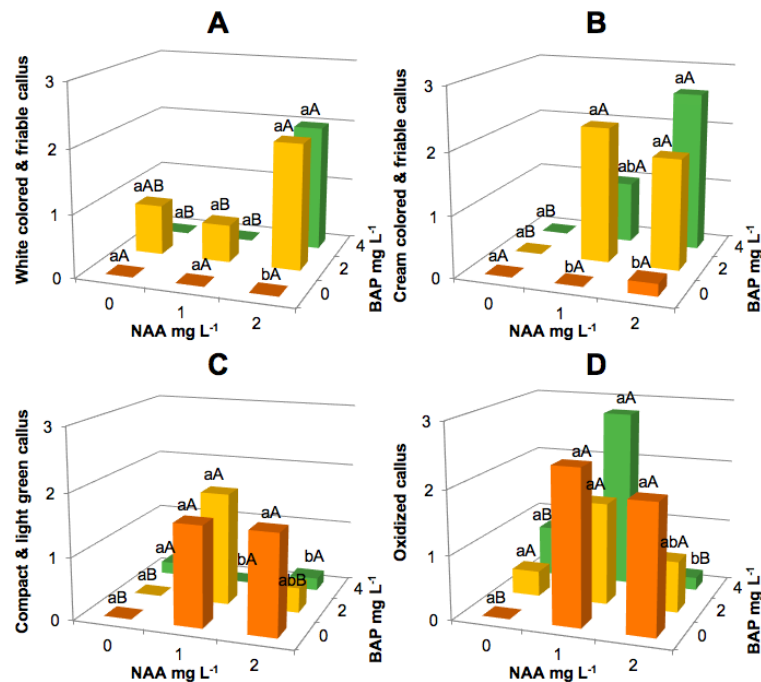 A
White colored & friable callus
3
2
1
0
aAB
aB
aA
aB
aA
aA
aA
aA
bA
0
1
2
NAA mg L-1
0
2
4
BAP mg L-1
B
Cream colored & friable callus
3
2
1
0
aA
aA
abA
aA
aB
aB
aA
bA
bA
0
1
2
NAA mg L-1
0
2
4
BAP mg L-1
C
Compact & light green callus
3
2
1
0
aA
aA
aA
aA
aB
bA
bA
abB
aB
0
1
2
NAA mg L-1
0
2
4
BAP mg L-1
D
Oxidized callus
3
2
1
0
aA
aA
aA
aA
aB
abA
aA
bB
aB
0
1
2
NAA mg L-1
0
2
4
BAP mg L-1